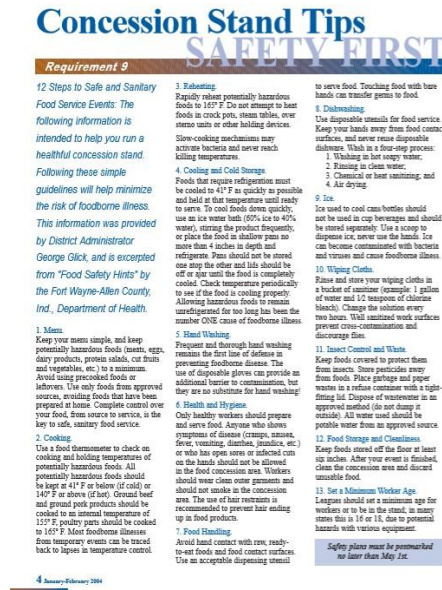 Concession Stand Tips
SAFETY FIRST
Requirement 9
12 Steps to Safe and Sanitary
Food Service Events: The
following information is
intended to help you run a
healthful concession stand.
Following these simple
guidelines will help minimize
the risk of foodborne illness.
This information was provided
by District Administrator
George Glick, and is excerpted
from "Food Safety Hints" by
the Fort Wayne-Allen County,
Ind., Department of Health.
1. Menu.
Keep your menu simple, and keep
potentially hazardous foods (meats, eggs,
dairy products, protein salads, cut fruits
and vegetables, etc.) to a minimum.
Avoid using precooked foods or
leftovers. Use only foods from approved
sources, avoiding foods that have been
prepared at home. Complete control over
your food, from source to service, is the
key to safe, sanitary food service.
2. Cooking.
Use a food thermometer to check on
cooking and holding temperatures of
potentially hazardous foods. All
potentially hazardous foods should
be kept at 41° F or below (if cold) or
140° F or above (if hot). Ground beef
and ground pork products should be
cooked to an internal temperature of
155° F, poultry parts should be cooked
to 165° F. Most foodborne illnesses
from temporary events can be traced
back to lapses in temperature control.
3. Reheating.
Rapidly reheat potentially hazardous
foods to 165° F. Do not attempt to heat
foods in crock pots, steam tables, over
sterno units or other holding devices.
Slow-cooking mechanisms may
activate bacteria and never reach
killing temperatures.
4. Cooling and Cold Storage.
Foods that require refrigeration must
be cooled to 41° F as quickly as possible
and held at that temperature until ready
to serve. To cool foods down quickly,
use an ice water bath (60% ice to 40%
water), stirring the product frequently,
or place the food in shallow pans no
more than 4 inches in depth and
refrigerate. Pans should not be stored
one atop the other and lids should be
off or ajar until the food is completely
cooled. Check temperature periodically
to see if the food is cooling properly.
Allowing hazardous foods to remain
unrefrigerated for too long has been the
number ONE cause of foodborne illness.
5. Hand Washing.
Frequent and thorough hand washing
remains the first line of defense in
preventing foodborne disease. The
use of disposable gloves can provide an
additional barrier to contamination, but
they are no substitute for hand washing!
6. Health and Hygiene.
Only healthy workers should prepare
and serve food. Anyone who shows
symptoms of disease (cramps, nausea,
fever, vomiting, diarrhea, jaundice, etc.)
or who has open sores or infected cuts
on the hands should not be allowed
in the food concession area. Workers
should wear clean outer garments and
should not smoke in the concession
area. The use of hair restraints is
recommended to prevent hair ending
up in food products.
7. Food Handling.
Avoid hand contact with raw, ready-
to-eat foods and food contact surfaces.
Use an acceptable dispensing utensil
to serve food. Touching food with bare
hands can transfer germs to food.
8. Dishwashing.
Use disposable utensils for food service.
Keep your hands away from food contact
surfaces, and never reuse disposable
dishware. Wash in a four-step process:
1. Washing in hot soapy water;
2. Rinsing in clean water;
3. Chemical or heat sanitizing; and
4. Air drying.
9. Ice.
Ice used to cool cans/bottles should
not be used in cup beverages and should
be stored separately. Use a scoop to
dispense ice, never use the hands. Ice
can become contaminated with bacteria
and viruses and cause foodborne illness.
10. Wiping Cloths.
Rinse and store your wiping cloths in
a bucket of sanitizer (example: 1 gallon
of water and 1/2 teaspoon of chlorine
bleach). Change the solution every
two hours. Well sanitized work surfaces
prevent cross-contamination and
discourage flies.
11. Insect Control and Waste.
Keep foods covered to protect them
from insects. Store pesticides away
from foods. Place garbage and paper
wastes in a refuse container with a tight-
fitting lid. Dispose of wastewater in an
approved method (do not dump it
outside). All water used should be
potable water from an approved source.
12. Food Storage and Cleanliness.
Keep foods stored off the floor at least
six inches. After your event is finished,
clean the concession area and discard
unusable food.
13. Set a Minimum Worker Age.
Leagues should set a minimum age for
workers or to be in the stand; in many
states this is 16 or 18, due to potential
hazards with various equipment.
Safety plans must be postmarked
no later than May 1st.
4 January-February 2004